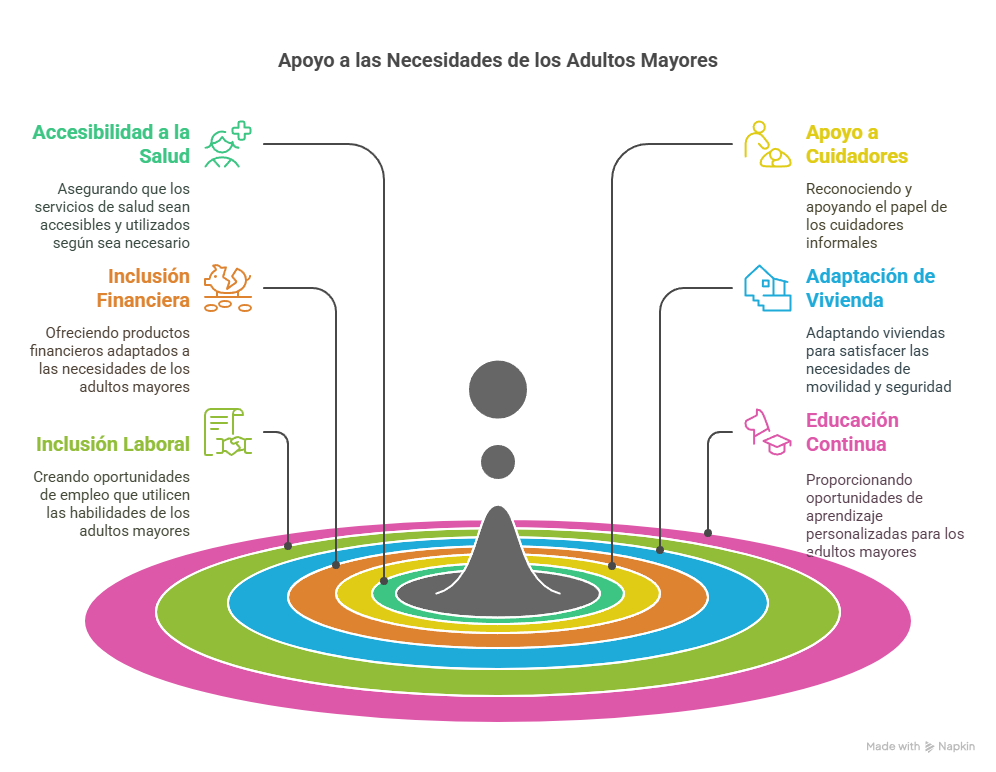 Apoyo a las Necesidades de los Adultos Mayores
Accesibilidad a la
Salud
Asegurando que los
servicios de salud sean
accesibles y utilizados
según sea necesario
Inclusión
Financiera
Ofreciendo productos
financieros adaptados a
las necesidades de los
adultos mayores
Inclusión Laboral
Creando oportunidades
de empleo que utilicen
las habilidades de los
adultos mayores
Apoyo a
Cuidadores
Reconociendo y
apoyando el papel de
los cuidadores
informales
Adaptación de
Vivienda
Adaptando viviendas
para satisfacer las
necesidades de
movilidad y seguridad
Educación
Continua
Proporcionando
oportunidades de
aprendizaje
personalizadas para los
adultos mayores
Made with Napkin